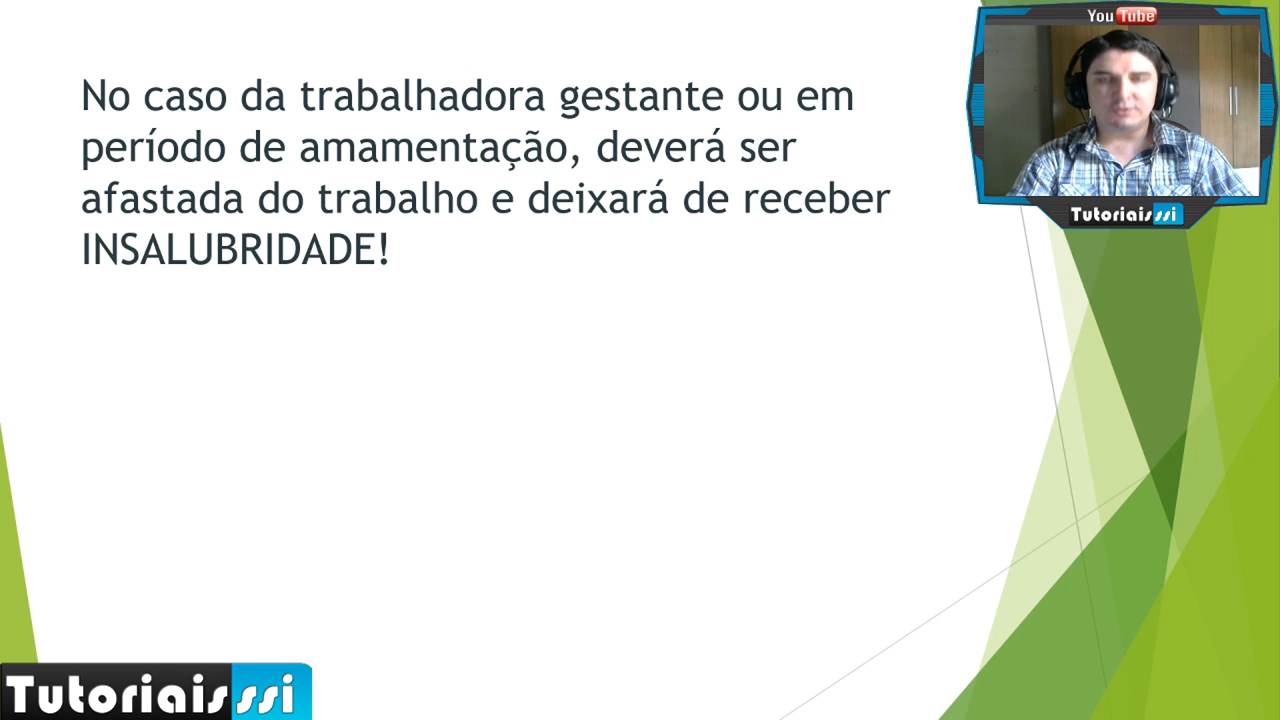 No caso da trabalhadora gestante ou em
período de amamentação, deverá ser
afastada do trabalho e deixará de receber
INSALUBRIDADE!
You Tube
Tutoriaisssi
Tutoriaisssi